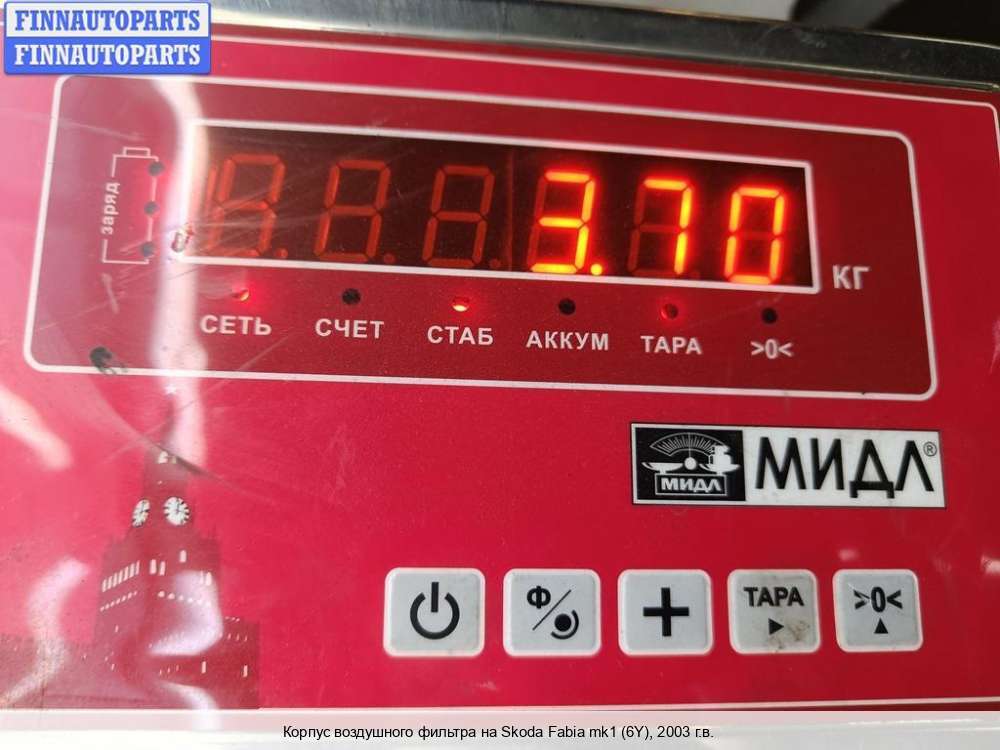 FINNAUTOPARTS
FINNAUTOPARTS
заряд
3.70
КГ
СЕТЬ СЧЕТ СТАБ АККУМ ТАРА >0<
МИДЛ МИДЛ®
Ф
ТАРА >0<
Корпус воздушного фильтра на Skoda Fabia mk1 (6Y), 2003 г.в.